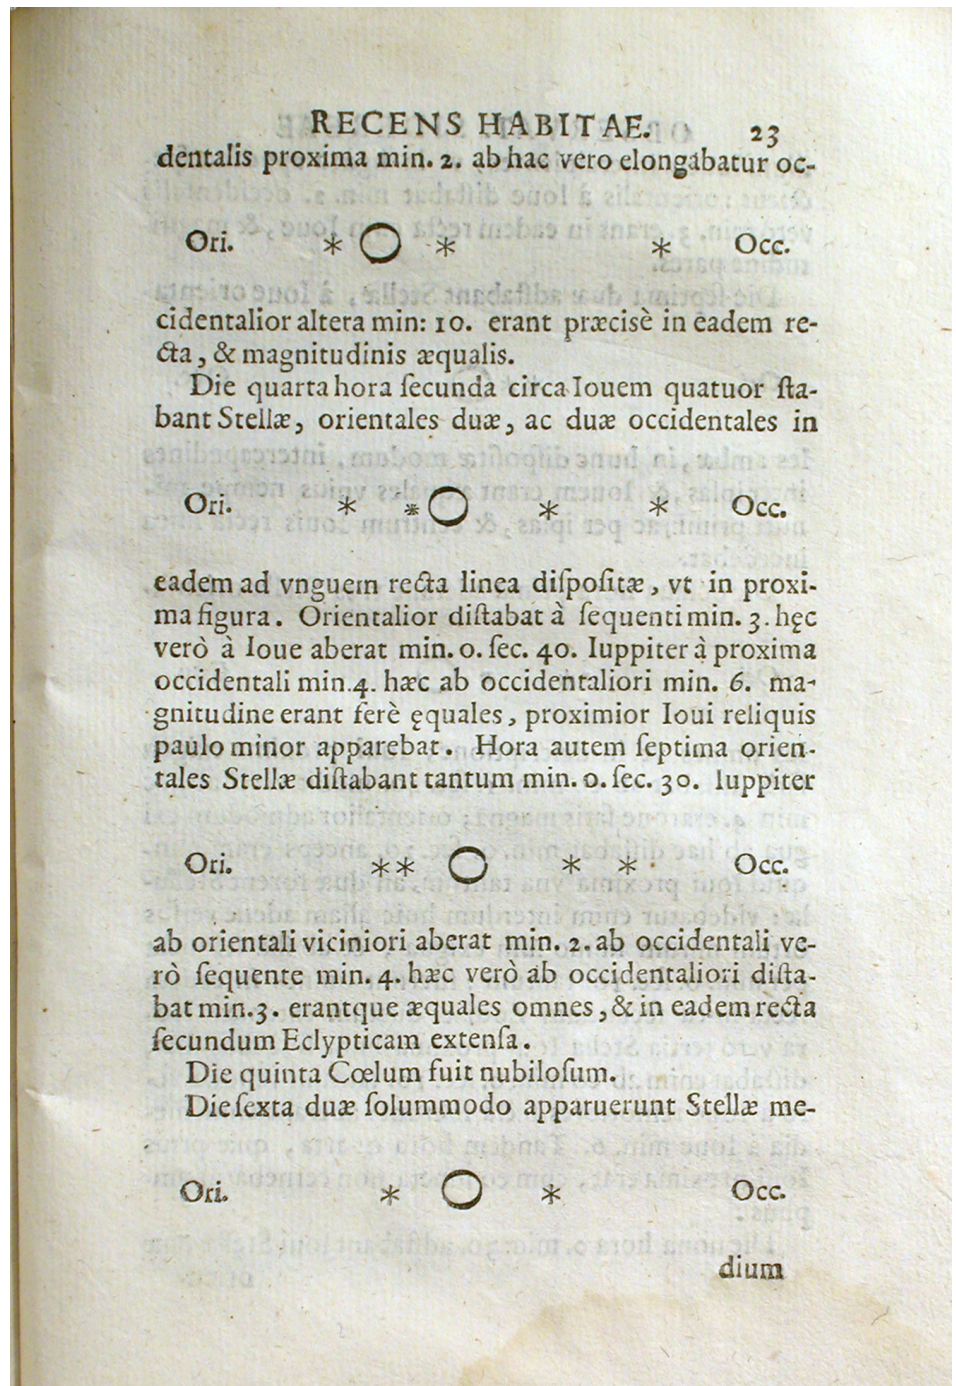 RECENS HABITAE. 23
dentalis proxima min. 2. ab hac vero elongabatur oc-
Ori. * O * * Occ.
cidentalior altera min: 10. erant præcisè in eadem re-
cta, & magnitudinis æqualis.
Die quarta hora ſecunda circa Iouem quatuor ſta-
bant Stellæ, orientales duæ, ac duæ occidentales in
Ori. * * O * * Occ.
eadem ad vnguem recta linea diſpoſitæ, vt in proxi-
ma figura. Orientalior diſtabat à ſequenti min. 3. hęc
verò à Ioue aberat min. 0. ſec. 40. Iuppiter à proxima
occidentali min. 4. hæc ab occidentaliori min. 6. ma-
gnitudine erant ferè ęquales, proximior Ioui reliquis
paulo minor apparebat. Hora autem ſeptima orien-
tales Stellæ diſtabant tantum min. 0. ſec. 30. Iuppiter
Ori. ** O * * Occ.
ab orientali viciniori aberat min. 2. ab occidentali ve-
rò ſequente min. 4. hæc verò ab occidentaliori diſta-
bat min. 3. erantque æquales omnes, & in eadem recta
ſecundum Eclypticam extenſa.
Die quinta Cœlum fuit nubiloſum.
Die ſexta duæ ſolummodo apparuerunt Stellæ me-
Ori. * O * Occ.
dium